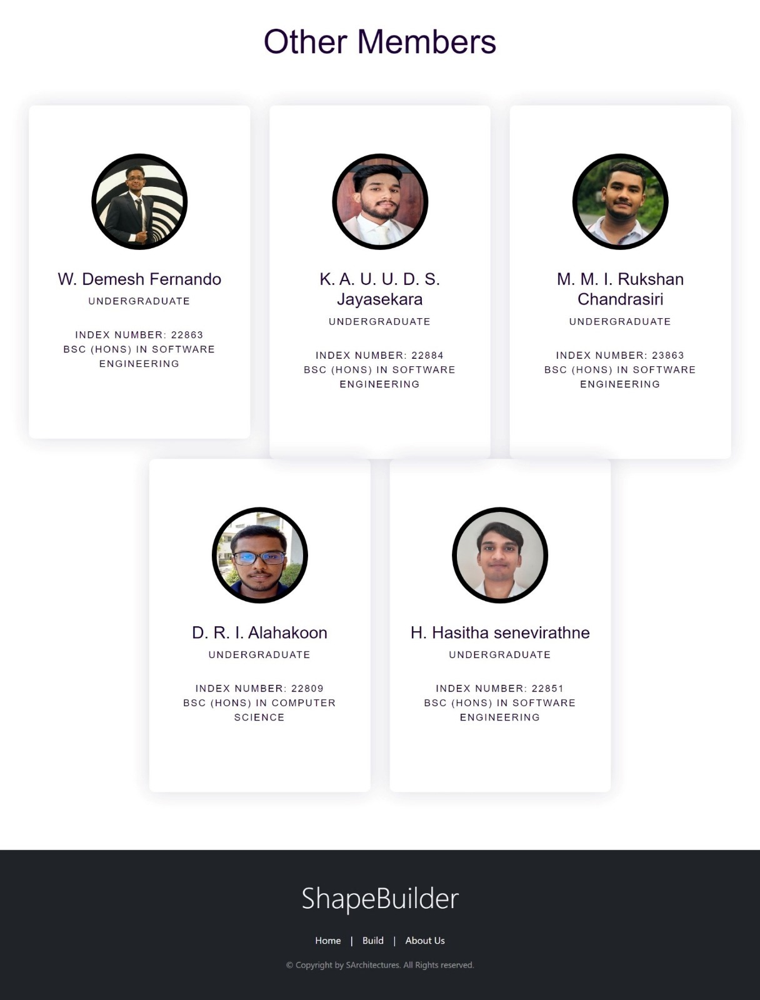 Other Members
W. Demesh Fernando
UNDERGRADUATE
INDEX NUMBER: 22863
BSC (HONS) IN SOFTWARE
ENGINEERING
K. A. U. U. D. S.
Jayasekara
UNDERGRADUATE
INDEX NUMBER: 22884
BSC (HONS) IN SOFTWARE
ENGINEERING
M. M. I. Rukshan
Chandrasiri
UNDERGRADUATE
INDEX NUMBER: 23863
BSC (HONS) IN SOFTWARE
ENGINEERING
D. R. I. Alahakoon
UNDERGRADUATE
INDEX NUMBER: 22809
BSC (HONS) IN COMPUTER
SCIENCE
H. Hasitha senevirathne
UNDERGRADUATE
INDEX NUMBER: 22851
BSC (HONS) IN SOFTWARE
ENGINEERING
ShapeBuilder
Home | Build | About Us
© Copyright by SArchitectures. All Rights reserved.